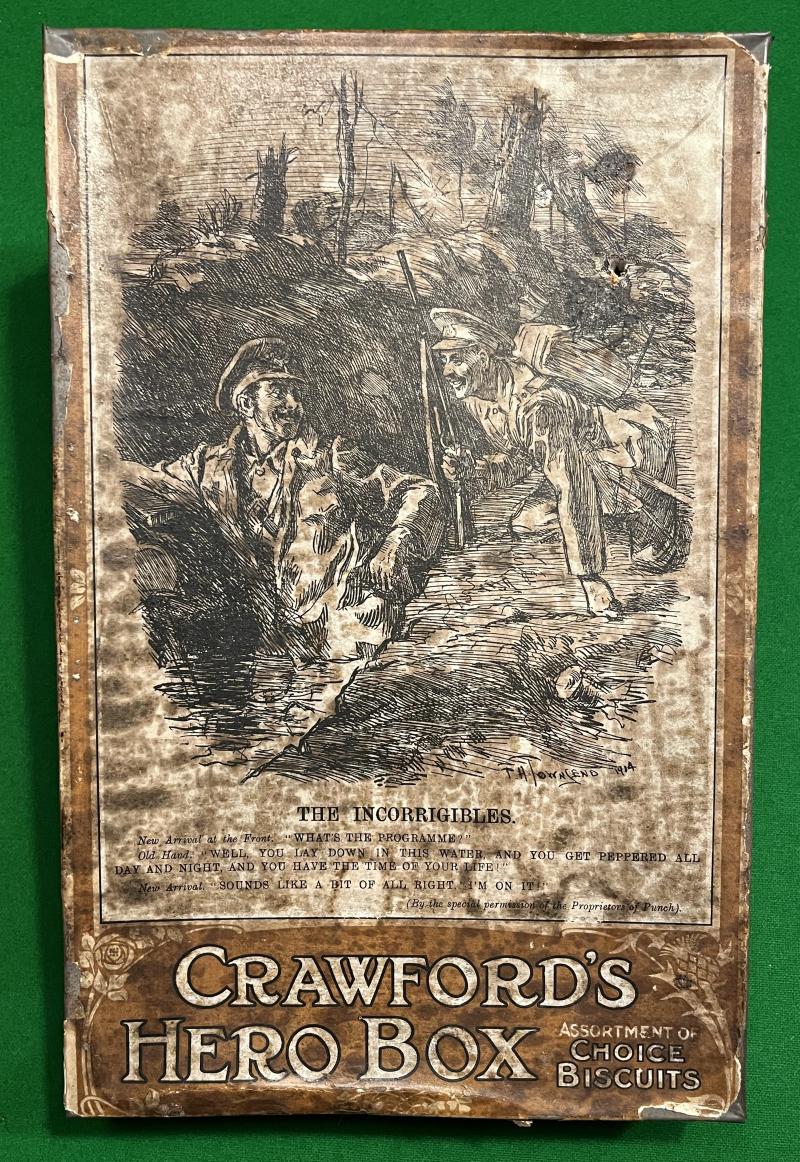 F.H. Townsend 1914
THE INCORRIGIBLES.
New Arrival at the Front. "WHAT'S THE PROGRAMME?"
Old Hand. "WELL, YOU LAY DOWN IN THIS WATER, AND YOU GET PEPPERED ALL
DAY AND NIGHT, AND YOU HAVE THE TIME OF YOUR LIFE!"
New Arrival. "SOUNDS LIKE A BIT OF ALL RIGHT. I'M ON IT!"
(By the special permission of the Proprietors of Punch).
CRAWFORD'S
HERO BOX
ASSORTMENT OF
CHOICE
BISCUITS